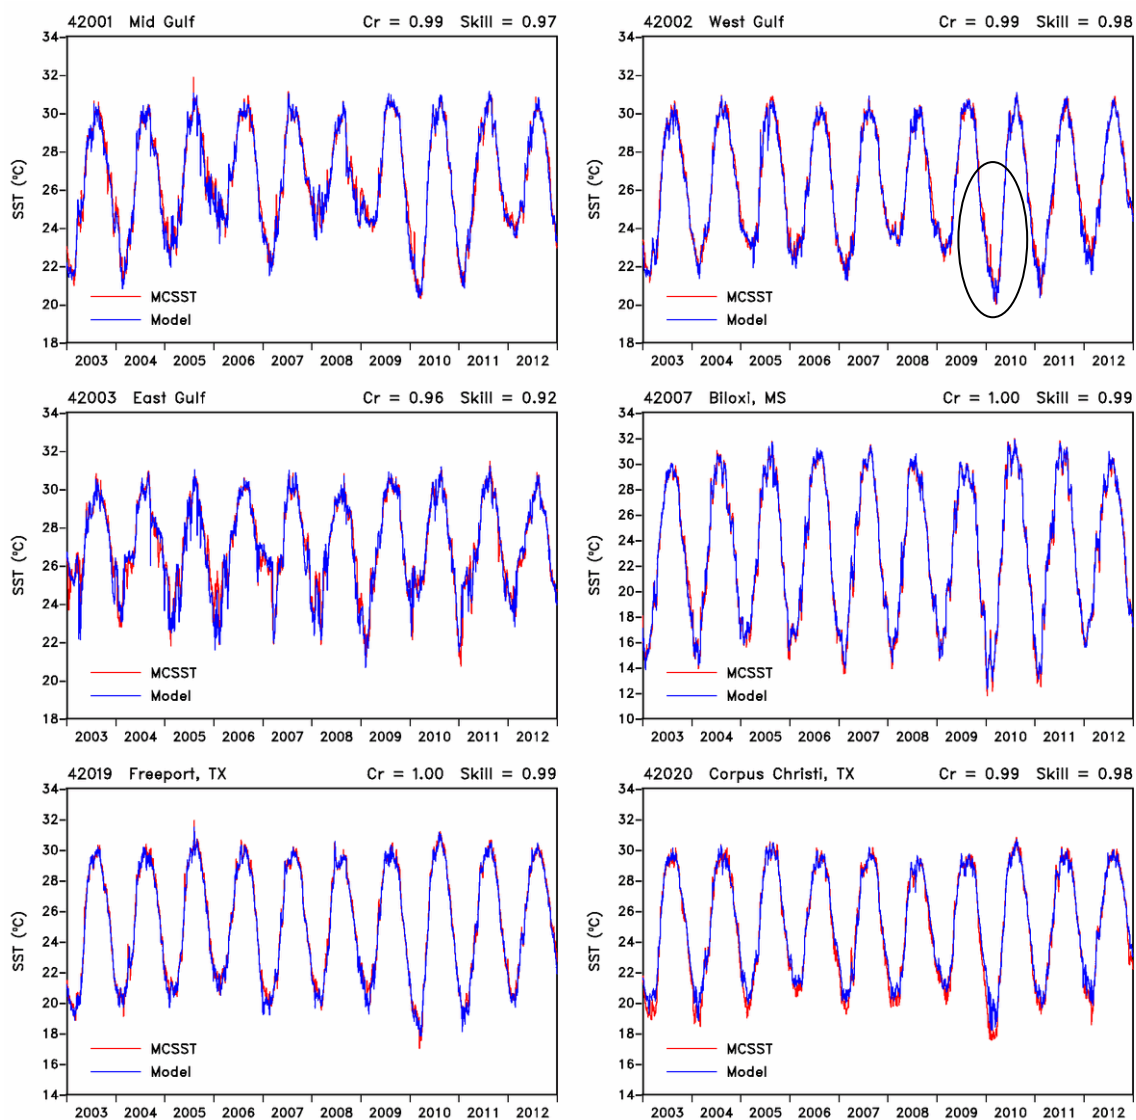 42001 Mid Gulf Cr = 0.99 Skill = 0.97
34
32
30
28
26
24
22
20
18
SST (ºC)
MCSST
Model
2003 2004 2005 2006 2007 2008 2009 2010 2011 2012
42002 West Gulf Cr = 0.99 Skill = 0.98
34
32
30
28
26
24
22
20
18
SST (ºC)
MCSST
Model
2003 2004 2005 2006 2007 2008 2009 2010 2011 2012
42003 East Gulf Cr = 0.96 Skill = 0.92
34
32
30
28
26
24
22
20
18
SST (ºC)
MCSST
Model
2003 2004 2005 2006 2007 2008 2009 2010 2011 2012
42007 Biloxi, MS Cr = 1.00 Skill = 0.99
34
32
30
28
26
24
22
20
18
16
14
12
10
SST (ºC)
MCSST
Model
2003 2004 2005 2006 2007 2008 2009 2010 2011 2012
42019 Freeport, TX Cr = 1.00 Skill = 0.99
34
32
30
28
26
24
22
20
18
16
14
SST (ºC)
MCSST
Model
2003 2004 2005 2006 2007 2008 2009 2010 2011 2012
42020 Corpus Christi, TX Cr = 0.99 Skill = 0.98
34
32
30
28
26
24
22
20
18
16
14
SST (ºC)
MCSST
Model
2003 2004 2005 2006 2007 2008 2009 2010 2011 2012